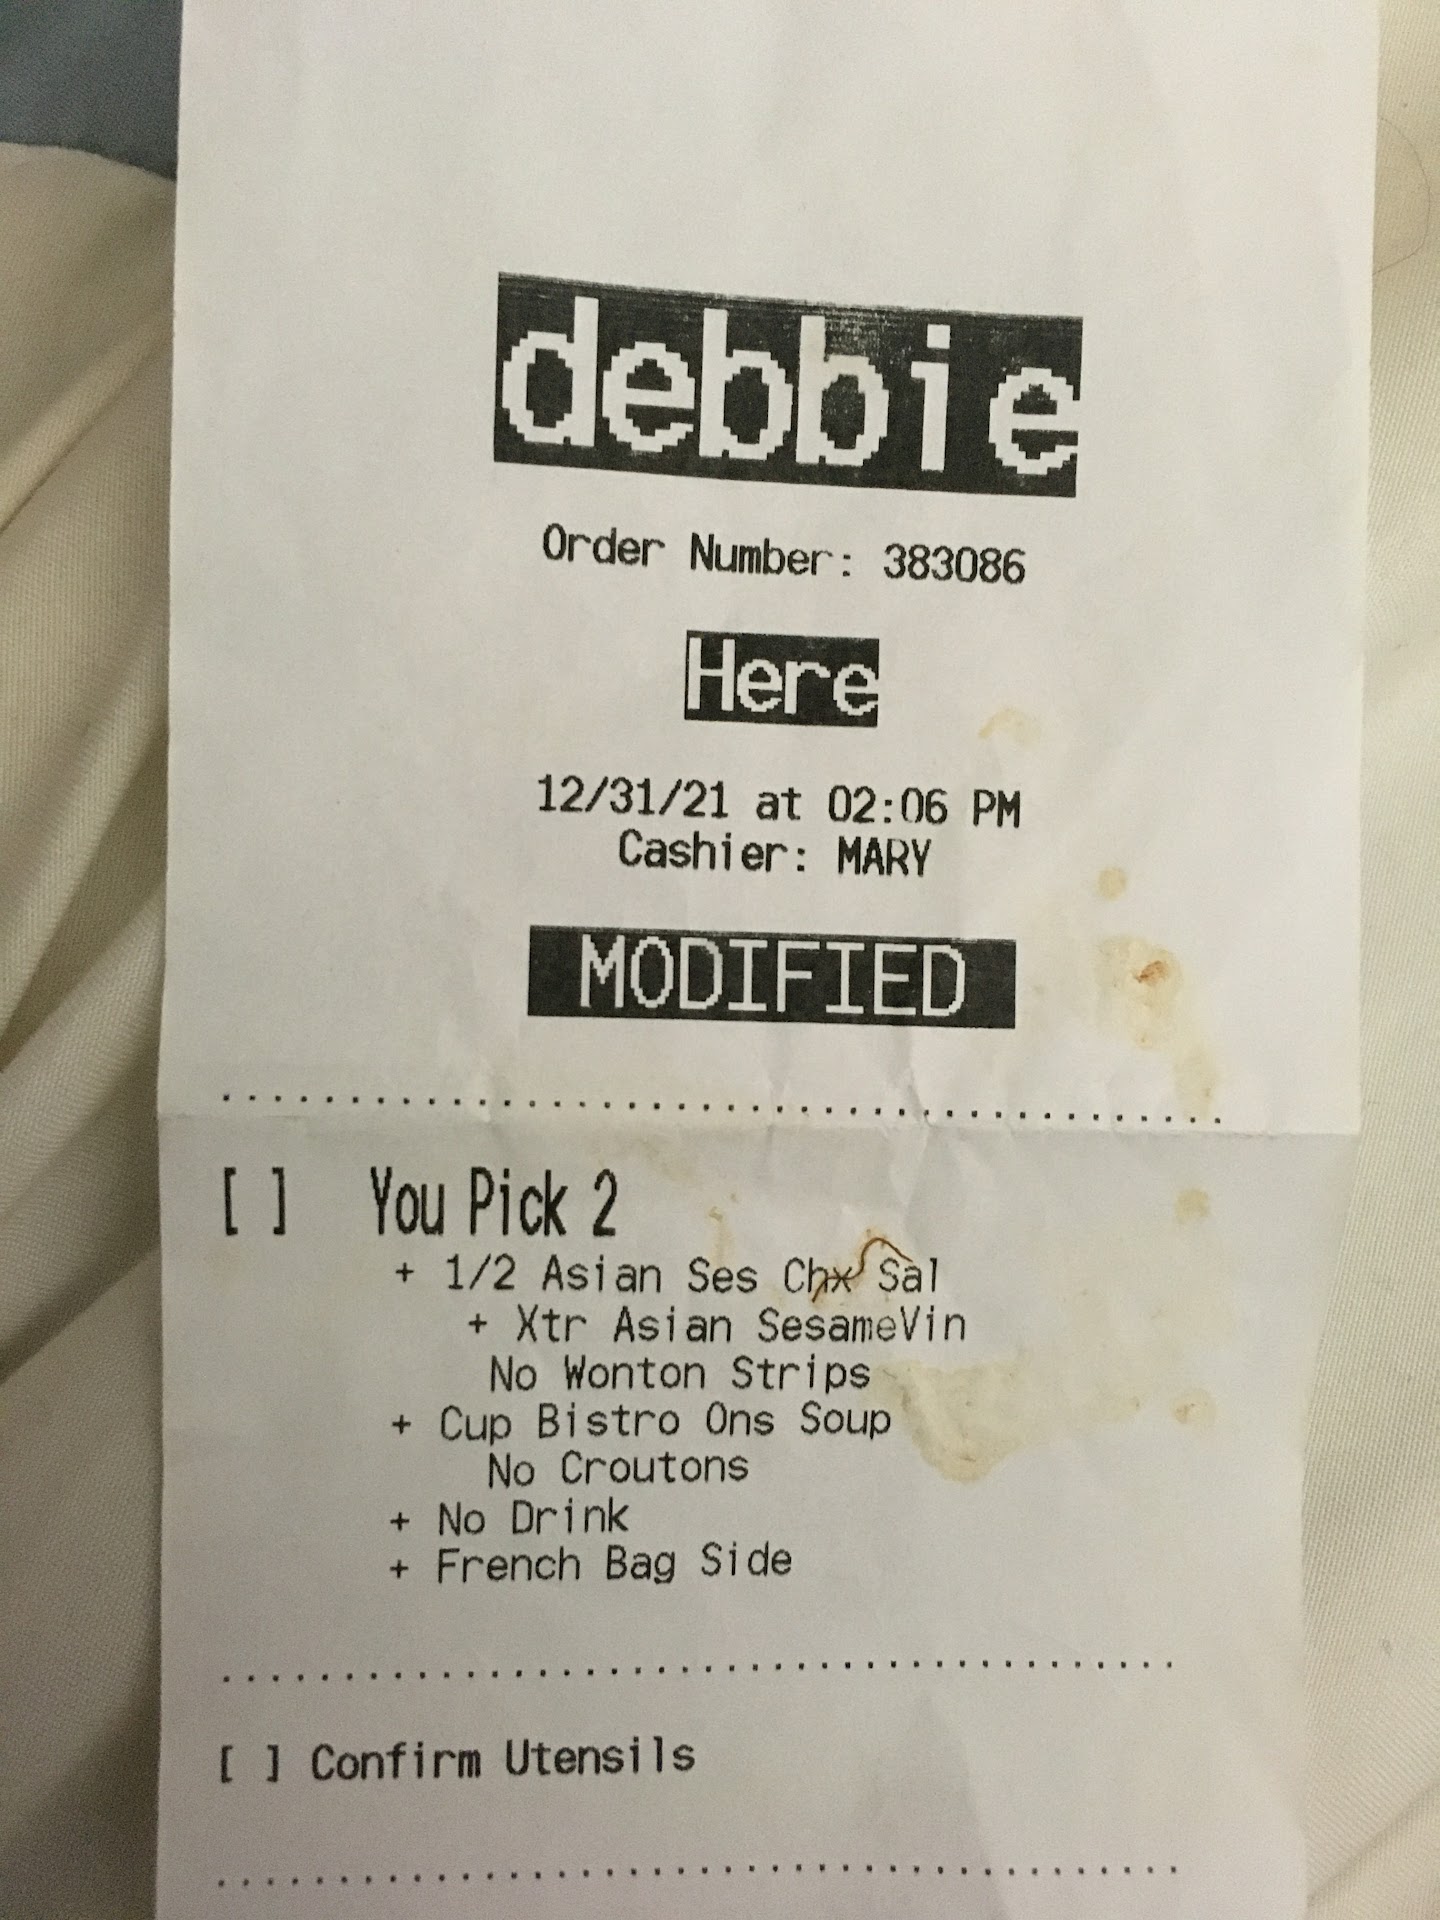 debbie
Order Number: 383086
Here
12/31/21 at 02:06 PM
Cashier: MARY
MODIFIED
........................................
[ ] You Pick 2
+ 1/2 Asian Ses Chx Sal
+ Xtr Asian SesameVin
No Wonton Strips
+ Cup Bistro Ons Soup
No Croutons
+ No Drink
+ French Bag Side
......................................
[ ] Confirm Utensils
......................................